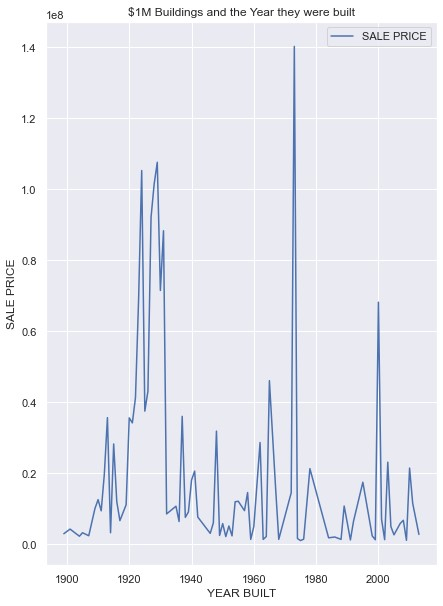 $1M Buildings and the Year they were built
1e8
SALE PRICE
1.4
1.2
1.0
0.8
0.6
0.4
0.2
0.0
SALE PRICE
1900 1920 1940 1960 1980 2000
YEAR BUILT